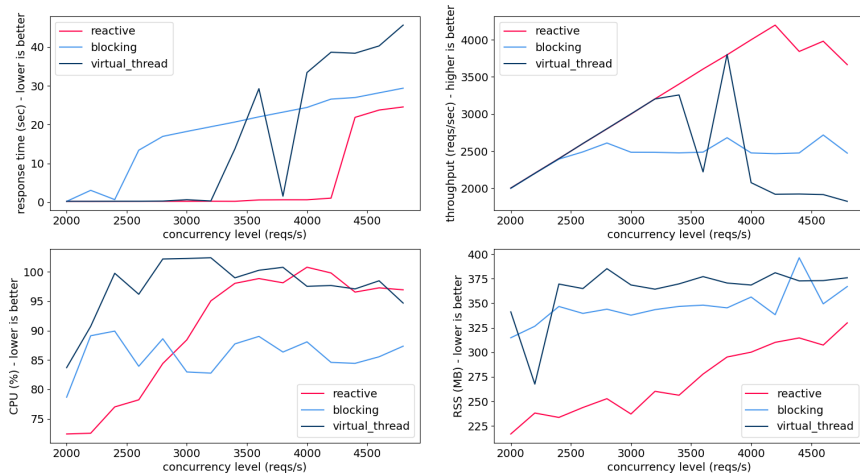 response time (sec) - lower is better
40
30
20
10
0
reactive
blocking
virtual_thread
2000 2500 3000 3500 4000 4500
concurrency level (reqs/s)
throughput (reqs/sec) - higher is better
4000
3500
3000
2500
2000
reactive
blocking
virtual_thread
2000 2500 3000 3500 4000 4500
concurrency level (reqs/s)
CPU (%) - lower is better
100
95
90
85
80
75
reactive
blocking
virtual_thread
2000 2500 3000 3500 4000 4500
concurrency level (reqs/s)
RSS (MB) - lower is better
400
375
350
325
300
275
250
225
reactive
blocking
virtual_thread
2000 2500 3000 3500 4000 4500
concurrency level (reqs/s)